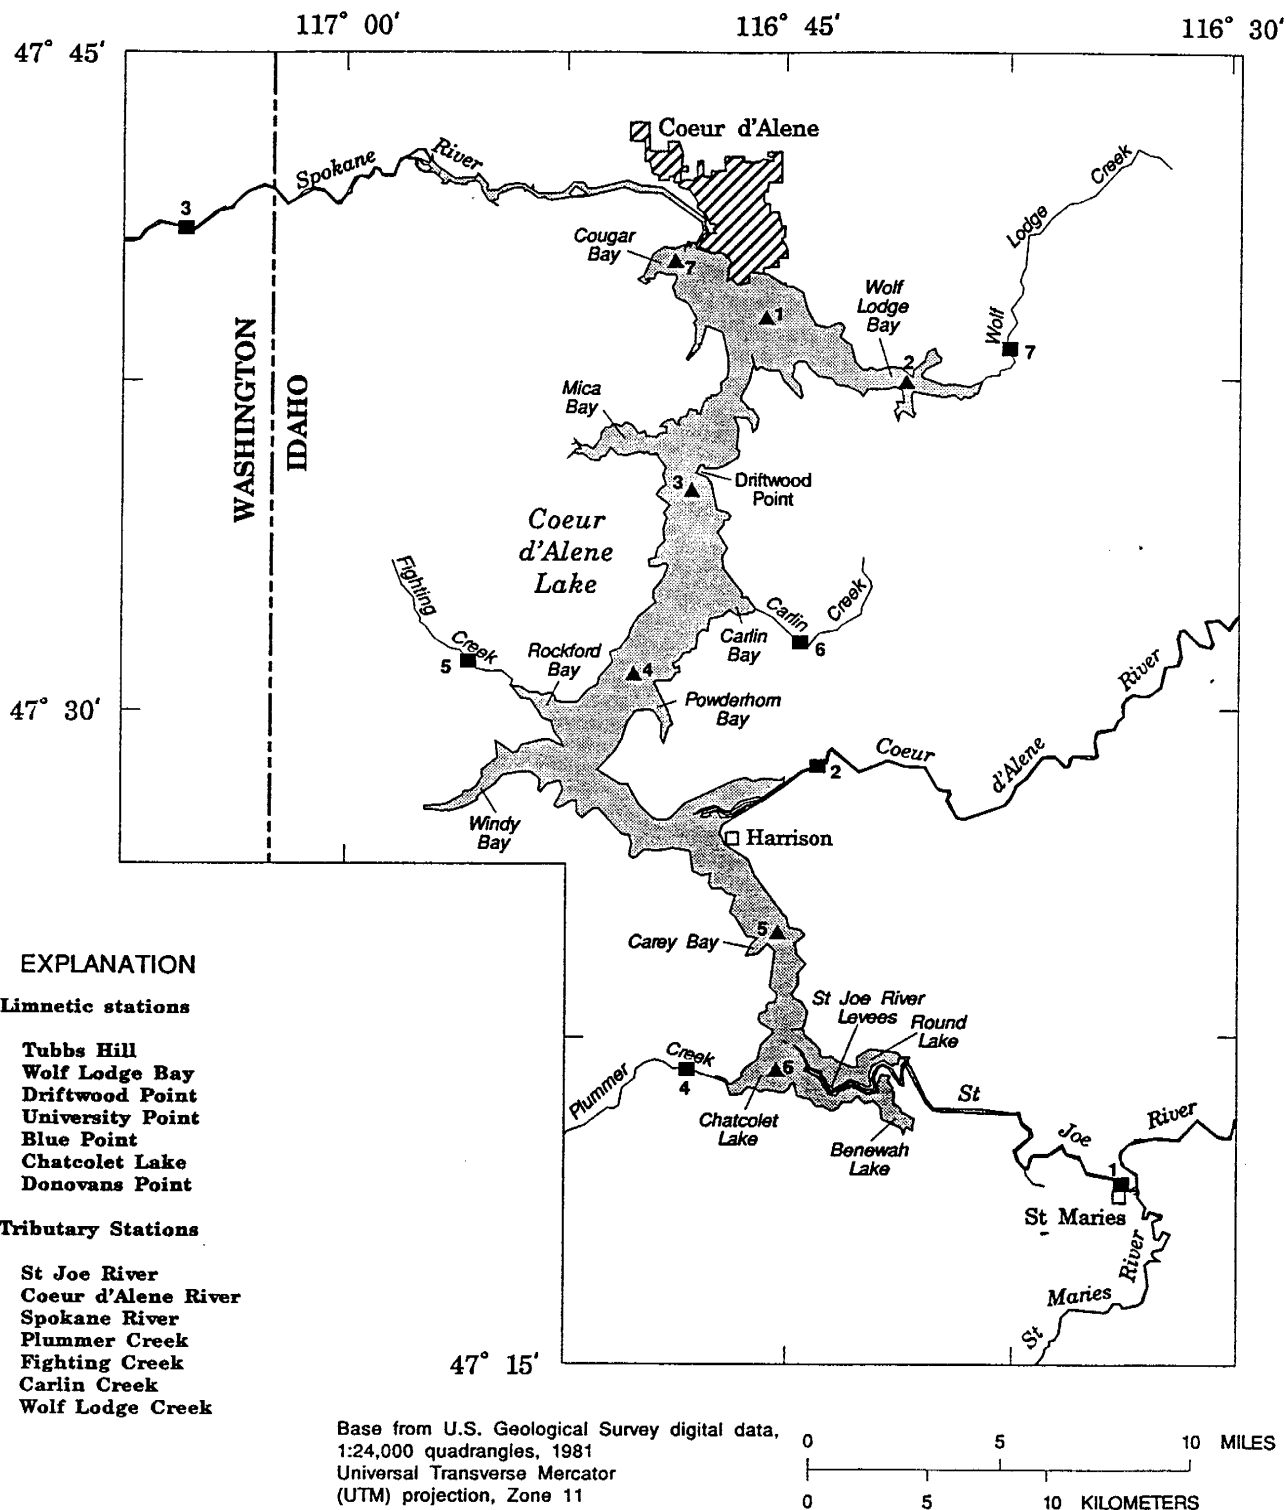 117° 00'
116° 45'
116° 30'
47° 45'
Coeur d'Alene
Spokane River
Creek
Lodge
Wolf
3
Cougar
Bay
7
1
Wolf
Lodge
Bay
2
7
WASHINGTON
IDAHO
Mica
Bay
3
Driftwood
Point
Coeur
d'Alene
Lake
Fighting
Creek
5
Rockford
Bay
Carlin
Bay
Carlin
Creek
6
4
Powderhorn
Bay
47° 30'
River
d'Alene
Coeur
2
Windy
Bay
Harrison
Carey Bay
5
St Joe River
Levees
Round
Lake
Plummer
Creek
4
6
Chatcolet
Lake
Benewah
Lake
St
Joe
River
1
St Maries
St
Maries
River
47° 15'
EXPLANATION
Limnetic stations
Tubbs Hill
Wolf Lodge Bay
Driftwood Point
University Point
Blue Point
Chatcolet Lake
Donovans Point
Tributary Stations
St Joe River
Coeur d'Alene River
Spokane River
Plummer Creek
Fighting Creek
Carlin Creek
Wolf Lodge Creek
Base from U.S. Geological Survey digital data,
1:24,000 quadrangles, 1981
Universal Transverse Mercator
(UTM) projection, Zone 11
0 5 10 MILES
0 5 10 KILOMETERS